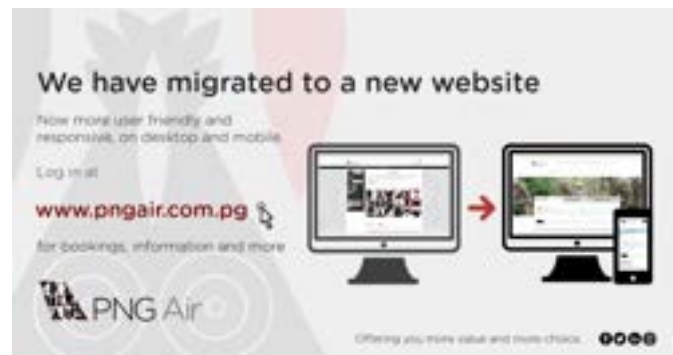 We have migrated to a new website
Now more user friendly and
responsive, on desktop and mobile.
Log in at
www.pngair.com.pg
for bookings, information and more
PNG Air
Offering you more value and more choice.